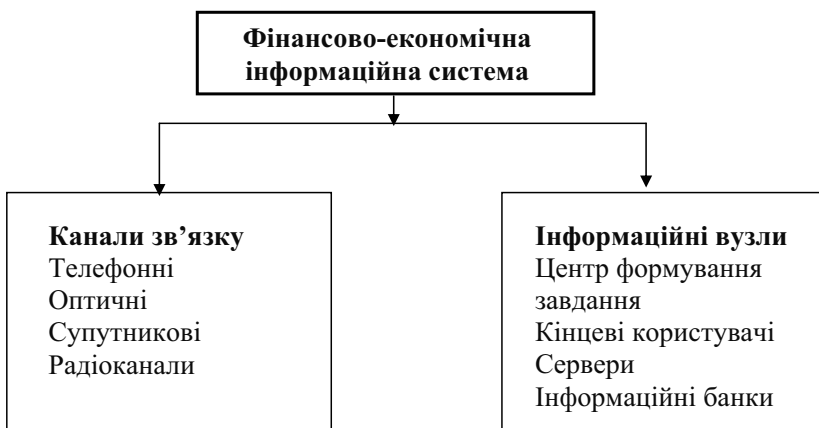 Фінансово-економічна
інформаційна система
Канали зв’язку
Телефонні
Оптичні
Супутникові
Радіоканали
Інформаційні вузли
Центр формування
завдання
Кінцеві користувачі
Сервери
Інформаційні банки